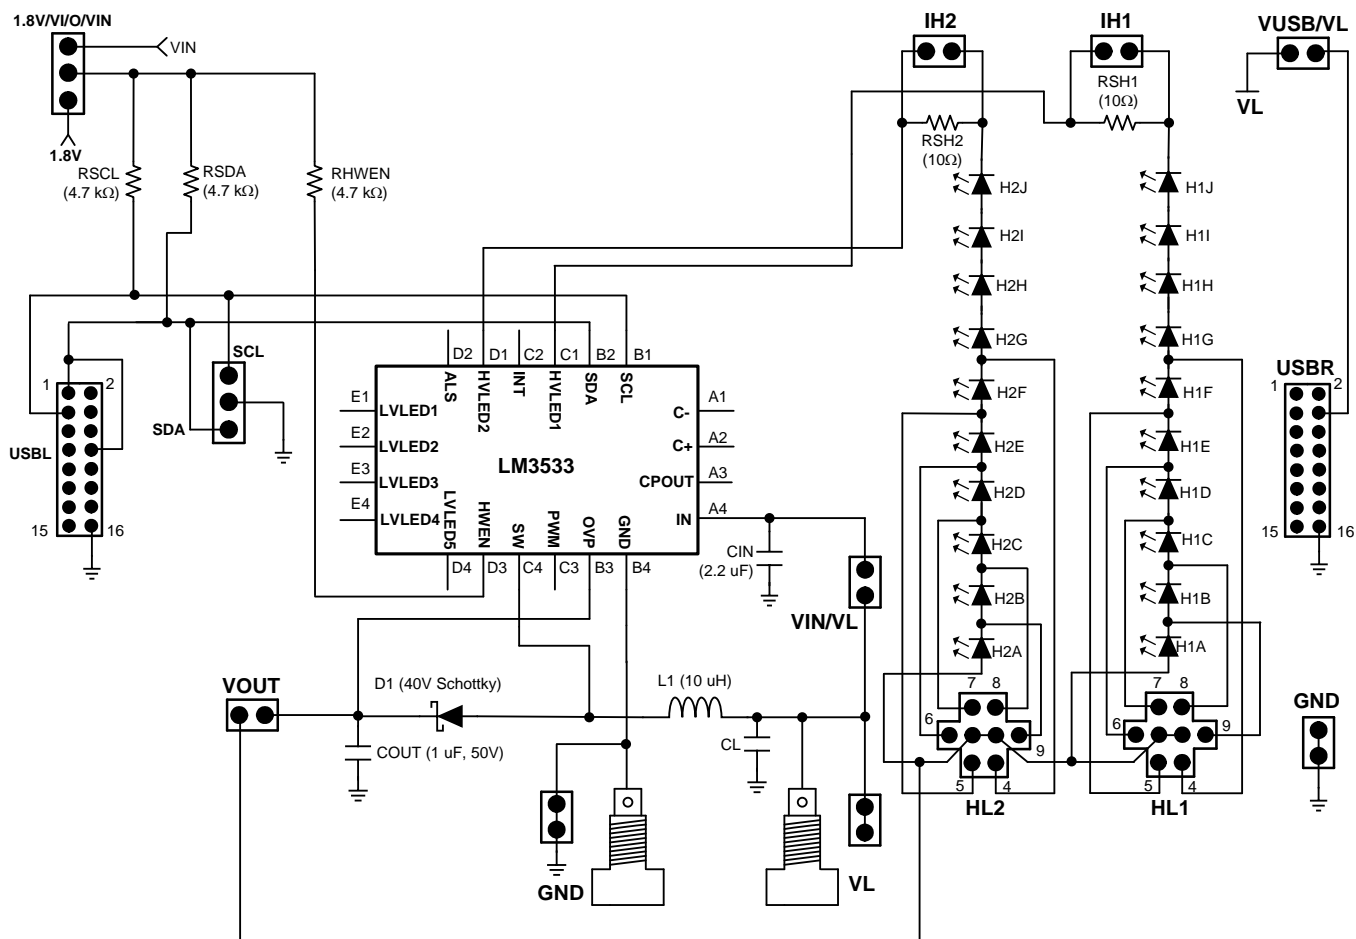 1.8V/VI/O/VIN
IH2
IH1
VUSB/VL
VIN
1.8V
VL
RSH1
(10Ω)
RSH2
(10Ω)
RSCL
(4.7 kΩ)
RSDA
(4.7 kΩ)
RHWEN
(4.7 kΩ)
H2J
H1J
H2I
H1I
H2H
H1H
H2G
H1G
H2F
H1F
H2E
H1E
H2D
H1D
H2C
H1C
H2B
H1B
H2A
H1A
SCL
SDA
USBL
1
2
15
16
USBR
1
2
15
16
D2
D1
C2
C1
B2
B1
ALS
HVLED2
INT
HVLED1
SDA
SCL
E1
LVLED1
E2
LVLED2
E3
LVLED3
E4
LVLED4
LM3533
C-
A1
C+
A2
CPOUT
A3
IN
A4
LVLED5
HWEN
SW
PWM
OVP
GND
D4
D3
C4
C3
B3
B4
CIN
(2.2 uF)
VIN/VL
VOUT
D1 (40V Schottky)
L1 (10 uH)
COUT (1 uF, 50V)
CL
GND
VL
7
8
6
9
5
4
HL2
7
8
6
9
5
4
HL1
GND